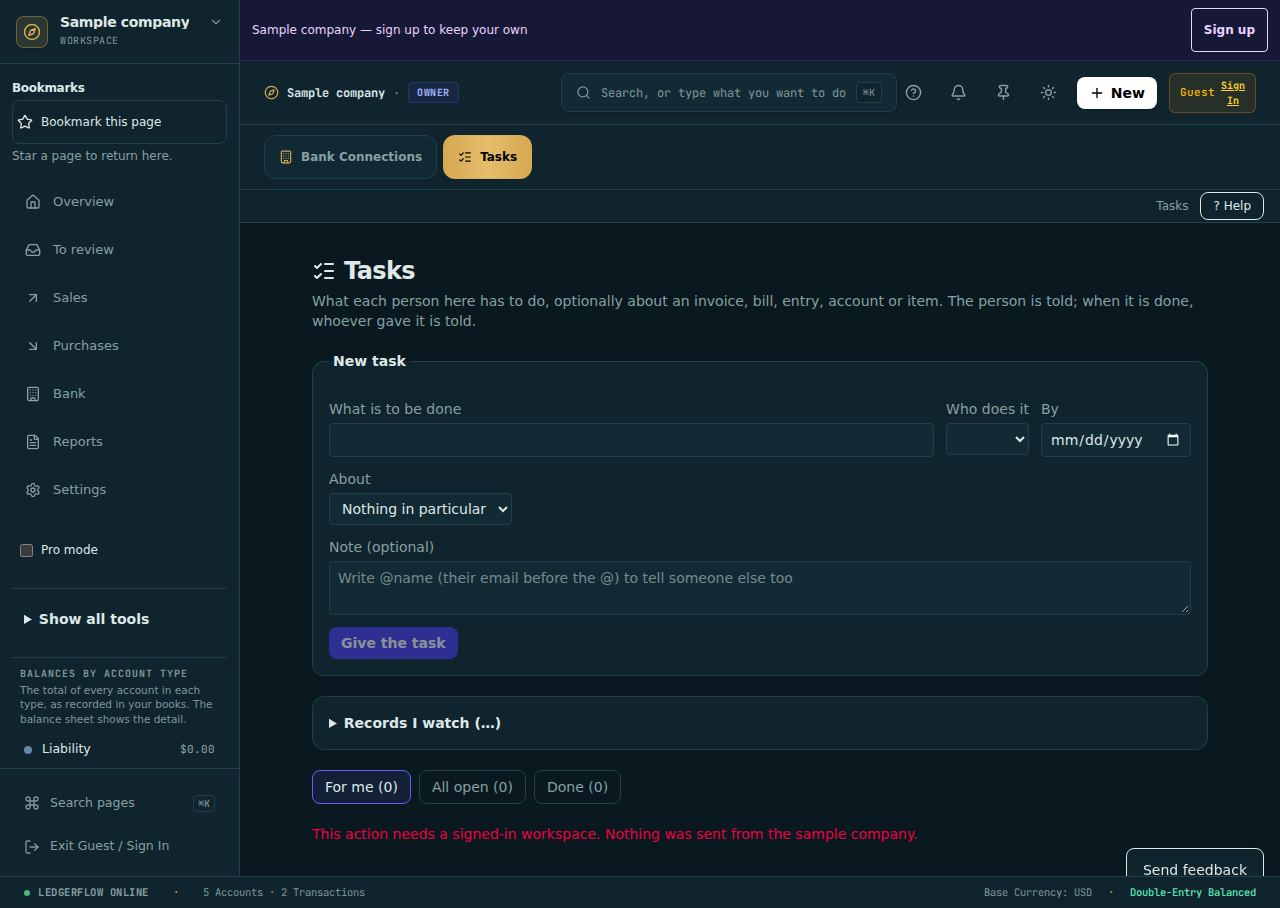 Sample company
WORKSPACE
Bookmarks
Bookmark this page
Star a page to return here.
Overview
To review
Sales
Purchases
Bank
Reports
Settings
Pro mode
Show all tools
BALANCES BY ACCOUNT TYPE
The total of every account in each
type, as recorded in your books. The
balance sheet shows the detail.
Liability $0.00
Search pages ⌘K
Exit Guest / Sign In
Sample company — sign up to keep your own
Sign up
Sample company · OWNER
Search, or type what you want to do ⌘K
New
Guest Sign
In
Bank Connections
Tasks
Tasks ? Help
Tasks
What each person here has to do, optionally about an invoice, bill, entry, account or item. The person is told; when it is done,
whoever gave it is told.
New task
What is to be done Who does it By
mm/dd/yyyy
About
Nothing in particular
Note (optional)
Write @name (their email before the @) to tell someone else too
Give the task
Records I watch (…)
For me (0) All open (0) Done (0)
This action needs a signed-in workspace. Nothing was sent from the sample company.
Send feedback
LEDGERFLOW ONLINE · 5 Accounts · 2 Transactions
Base Currency: USD · Double-Entry Balanced